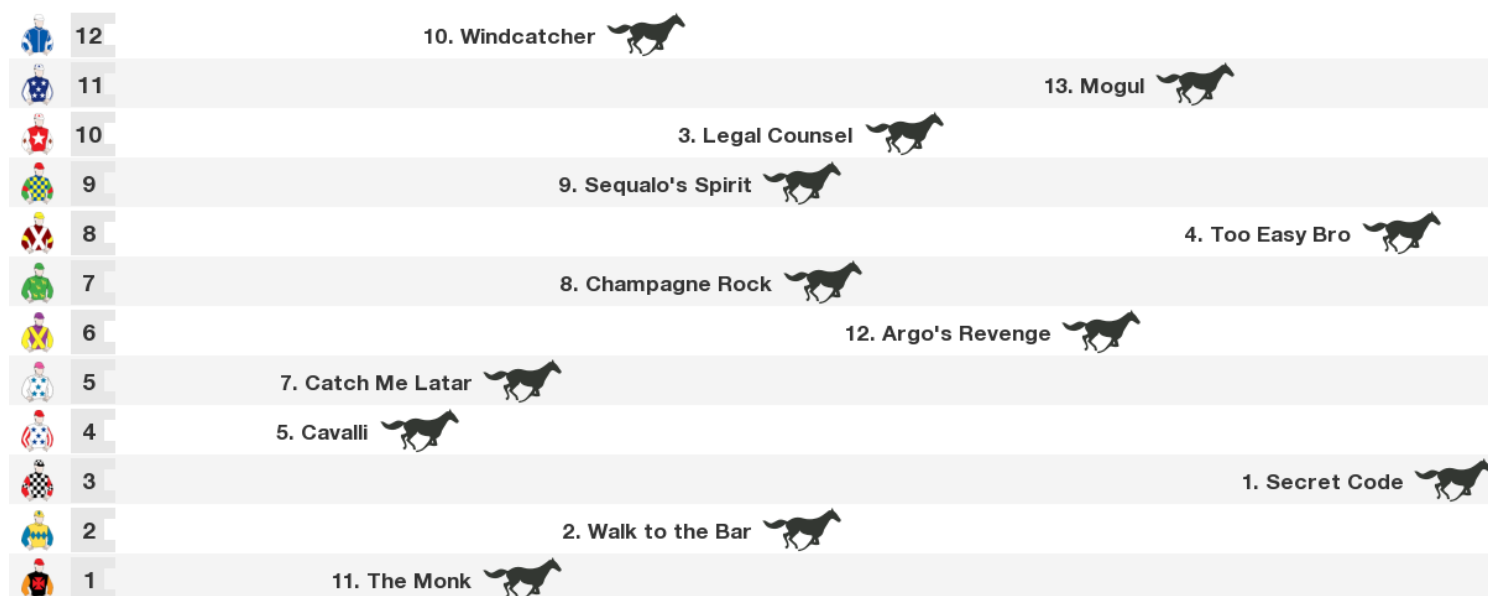 12 10. Windcatcher
11 13. Mogul
10 3. Legal Counsel
9 9. Sequalo's Spirit
8 4. Too Easy Bro
7 8. Champagne Rock
6 12. Argo's Revenge
5 7. Catch Me Latar
4 5. Cavalli
3 1. Secret Code
2 2. Walk to the Bar
1 11. The Monk